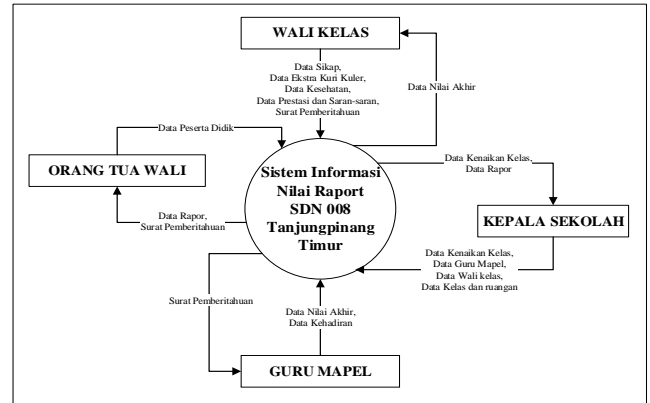 WALI KELAS
Data Sikap,
Data Ekstra Kuri Kuler,
Data Kesehatan,
Data Prestasi dan Saran-saran,
Surat Pemberitahuan
Data Nilai Akhir
Data Peserta Didik
ORANG TUA WALI
Data Rapor,
Surat Pemberitahuan
Sistem Informasi
Nilai Raport
SDN 008
Tanjungpinang
Timur
Data Kenaikan Kelas,
Data Rapor
KEPALA SEKOLAH
Data Kenaikan Kelas,
Data Guru Mapel,
Data Wali kelas,
Data Kelas dan ruangan
Surat Pemberitahuan
Data Nilai Akhir,
Data Kehadiran
GURU MAPEL